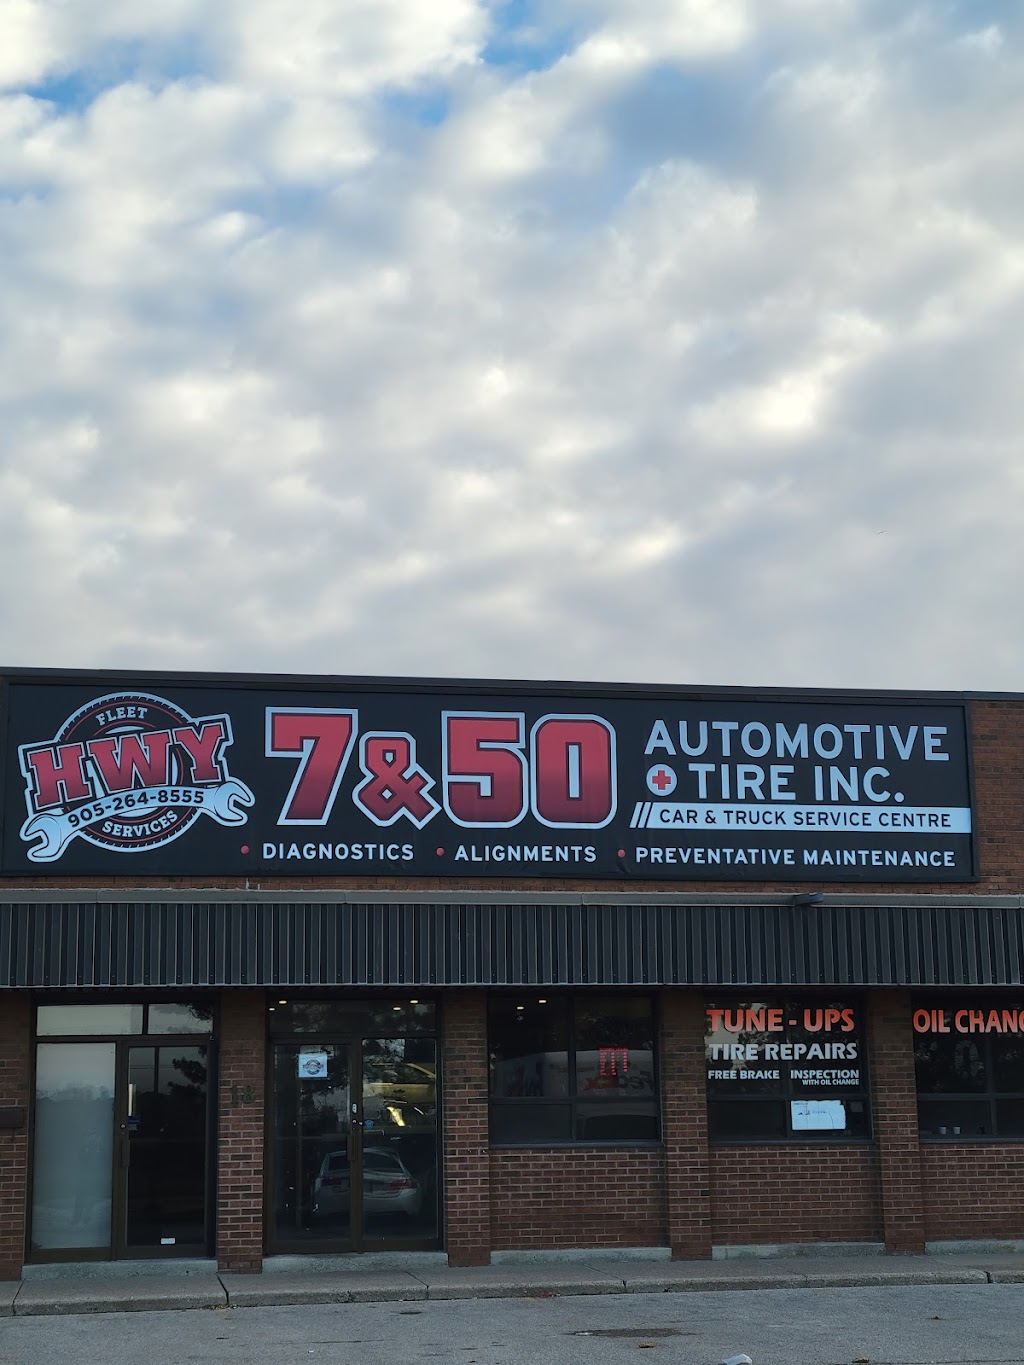 FLEET
HWY
905-264-8555
SERVICES
7&50
AUTOMOTIVE
+ TIRE INC.
CAR & TRUCK SERVICE CENTRE
• DIAGNOSTICS • ALIGNMENTS • PREVENTATIVE MAINTENANCE
18
TUNE - UPS
TIRE REPAIRS
FREE BRAKE INSPECTION
WITH OIL CHANGE
OIL CHANG